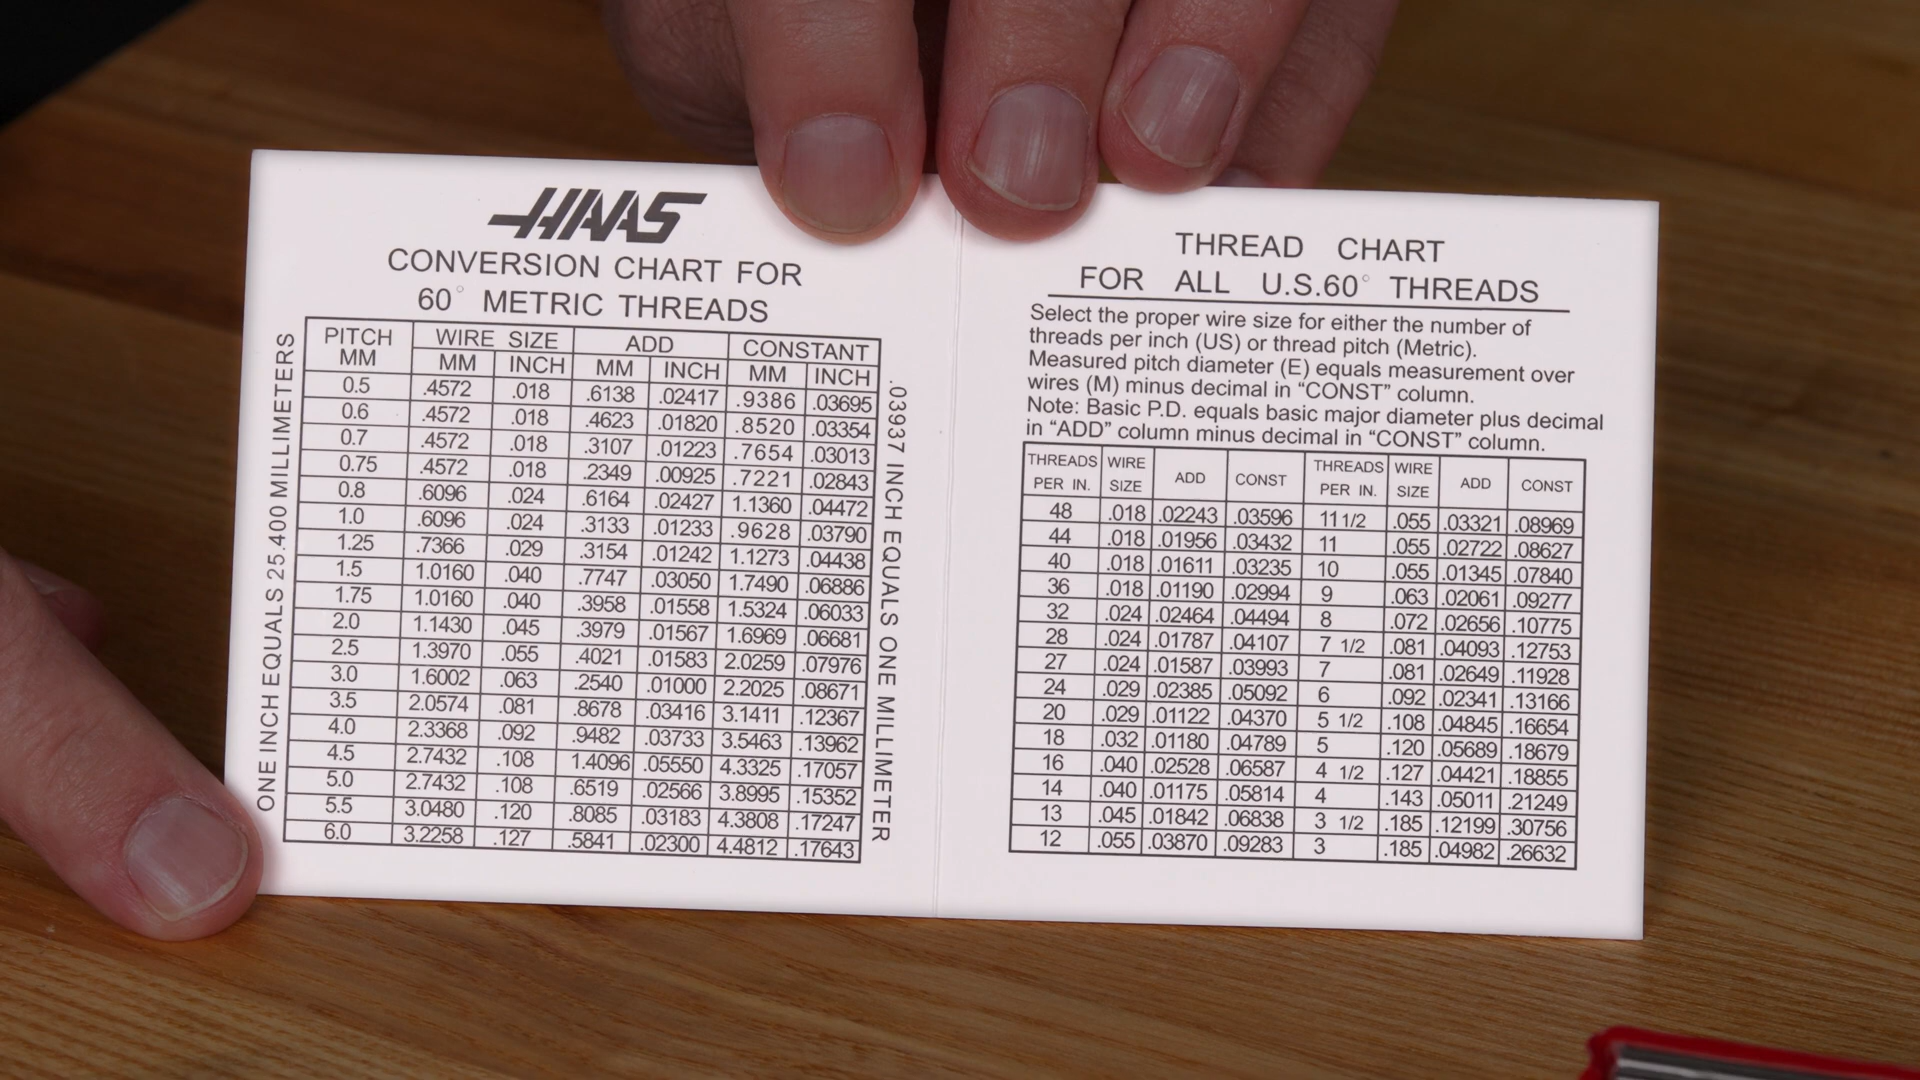 HAAS
CONVERSION CHART FOR
60° METRIC THREADS
ONE INCH EQUALS 25.400 MILLIMETERS
PITCH MM WIRE SIZE ADD CONSTANT
MM INCH MM INCH MM INCH
0.5 .4572 .018 .6138 .02417 .9386 .03695
0.6 .4572 .018 .4623 .01820 .8520 .03354
0.7 .4572 .018 .3107 .01223 .7654 .03013
0.75 .4572 .018 .2349 .00925 .7221 .02843
0.8 .6096 .024 .6164 .02427 1.1360 .04472
1.0 .6096 .024 .3133 .01233 .9628 .03790
1.25 .7366 .029 .3154 .01242 1.1273 .04438
1.5 1.0160 .040 .7747 .03050 1.7490 .06886
1.75 1.0160 .040 .3958 .01558 1.5324 .06033
2.0 1.1430 .045 .3979 .01567 1.6969 .06681
2.5 1.3970 .055 .4021 .01583 2.0259 .07976
3.0 1.6002 .063 .2540 .01000 2.2025 .08671
3.5 2.0574 .081 .8678 .03416 3.1411 .12367
4.0 2.3368 .092 .9482 .03733 3.5463 .13962
4.5 2.7432 .108 1.4096 .05550 4.3325 .17057
5.0 2.7432 .108 .6519 .02566 3.8995 .15352
5.5 3.0480 .120 .8085 .03183 4.3808 .17247
6.0 3.2258 .127 .5841 .02300 4.4812 .17643
.03937 INCH EQUALS ONE MILLIMETER
THREAD CHART
FOR ALL U.S.60° THREADS
Select the proper wire size for either the number of
threads per inch (US) or thread pitch (Metric).
Measured pitch diameter (E) equals measurement over
wires (M) minus decimal in “CONST” column.
Note: Basic P.D. equals basic major diameter plus decimal
in “ADD” column minus decimal in “CONST” column.
THREADS PER IN. WIRE SIZE ADD CONST THREADS PER IN. WIRE SIZE ADD CONST
48 .018 .02243 .03596 11 1/2 .055 .03321 .08969
44 .018 .01956 .03432 11 .055 .02722 .08627
40 .018 .01611 .03235 10 .055 .01345 .07840
36 .018 .01190 .02994 9 .063 .02061 .09277
32 .024 .02464 .04494 8 .072 .02656 .10775
28 .024 .01787 .04107 7 1/2 .081 .04093 .12753
27 .024 .01587 .03993 7 .081 .02649 .11928
24 .029 .02385 .05092 6 .092 .02341 .13166
20 .029 .01122 .04370 5 1/2 .108 .04845 .16654
18 .032 .01180 .04789 5 .120 .05689 .18679
16 .040 .02528 .06587 4 1/2 .127 .04421 .18855
14 .040 .01175 .05814 4 .143 .05011 .21249
13 .045 .01842 .06838 3 1/2 .185 .12199 .30756
12 .055 .03870 .09283 3 .185 .04982 .26632